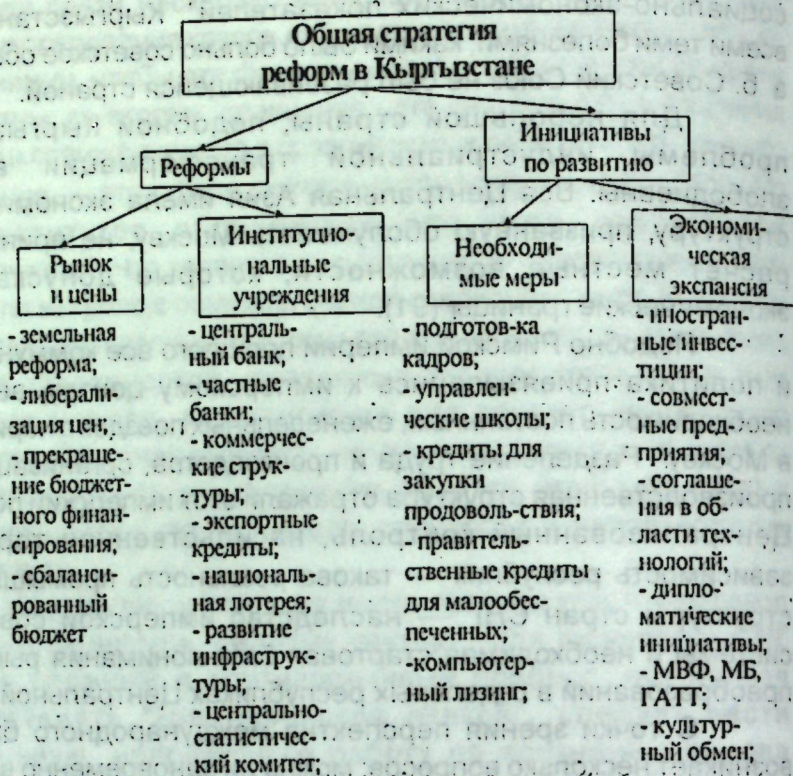 Общая стратегия
реформ в Кыргызстане
Реформы
Инициативы
по развитию
Рынок
и цены
Институцио-
нальные
учреждения
Необходи-
мые меры
Экономи-
ческая
экспансия
- земельная
реформа;
- либерали-
зация цен;
- прекраще-
ние бюджет-
ного финан-
сирования;
- сбаланси-
рованный
бюджет
- централь-
ный банк;
- частные
банки;
- коммерчес-
кие струк-
туры;
- экспортные
кредиты;
- националь-
ная лотерея;
- развитие
инфраструк-
туры;
- центрально-
статистичес-
кий комитет;
- подготов-ка
кадров;
- управлен-
ческие школы;
- кредиты для
закупки
продоволь-ствия;
- правитель-
ственные кредиты
для малообес-
печенных;
-компьютер-
ный лизинг;
- иностран-
ные инвес-
тиции;
- совмест-
ные пред-
приятия;
- соглаше-
ния в об-
ласти тех-
нологий;
- дипло-
матические
инициативы;
- МВФ, МБ,
ГАТТ;
- культур-
ный обмен;